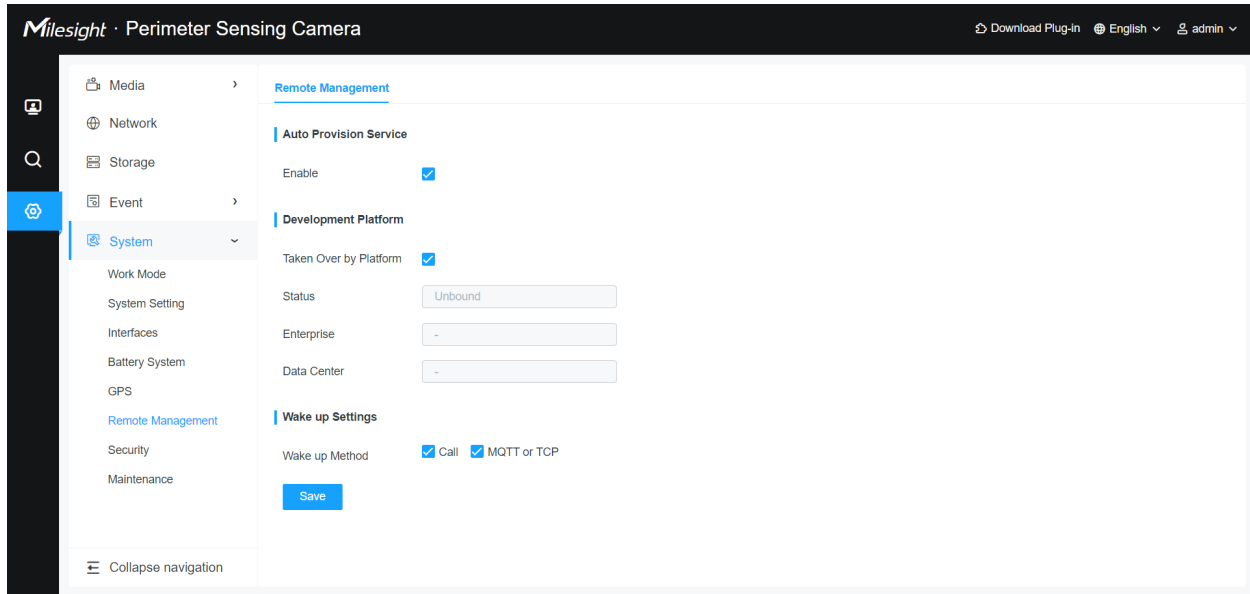 Milesight · Perimeter Sensing Camera
Download Plug-in English admin
Media
Network
Storage
Event
System
Work Mode
System Setting
Interfaces
Battery System
GPS
Remote Management
Security
Maintenance
Collapse navigation
Remote Management
Auto Provision Service
Enable
Development Platform
Taken Over by Platform
Status Unbound
Enterprise -
Data Center -
Wake up Settings
Wake up Method Call MQTT or TCP
Save